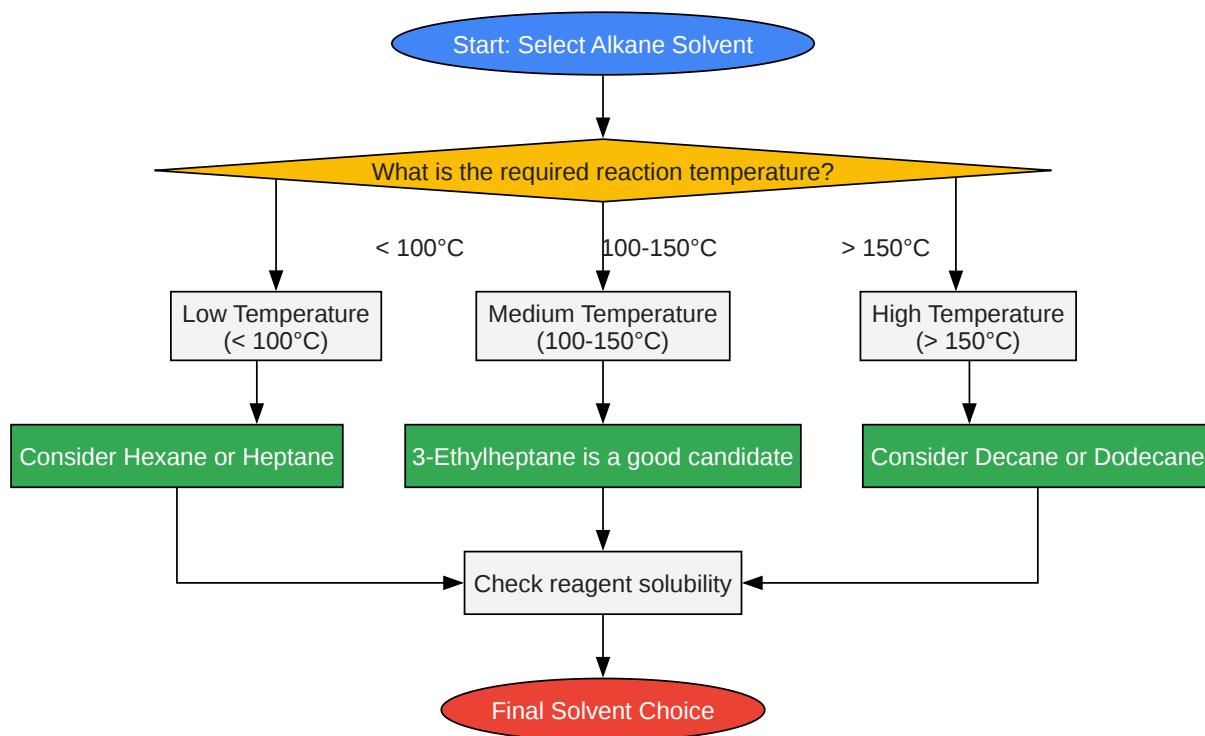 Start: Select Alkane Solvent
What is the required reaction temperature?
< 100°C
100-150°C
> 150°C
Low Temperature
(< 100°C)
Medium Temperature
(100-150°C)
High Temperature
(> 150°C)
Consider Hexane or Heptane
3-Ethylheptane is a good candidate
Consider Decane or Dodecane
Check reagent solubility
Final Solvent Choice